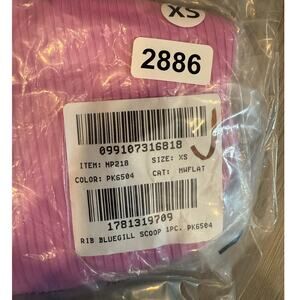 XS
2886
099107316818
ITEM: MP218 SIZE: XS
COLOR: PK6504 CAT: MWFLAT
1781319709
RIB BLUEGILL SCOOP 1PC. PK6504